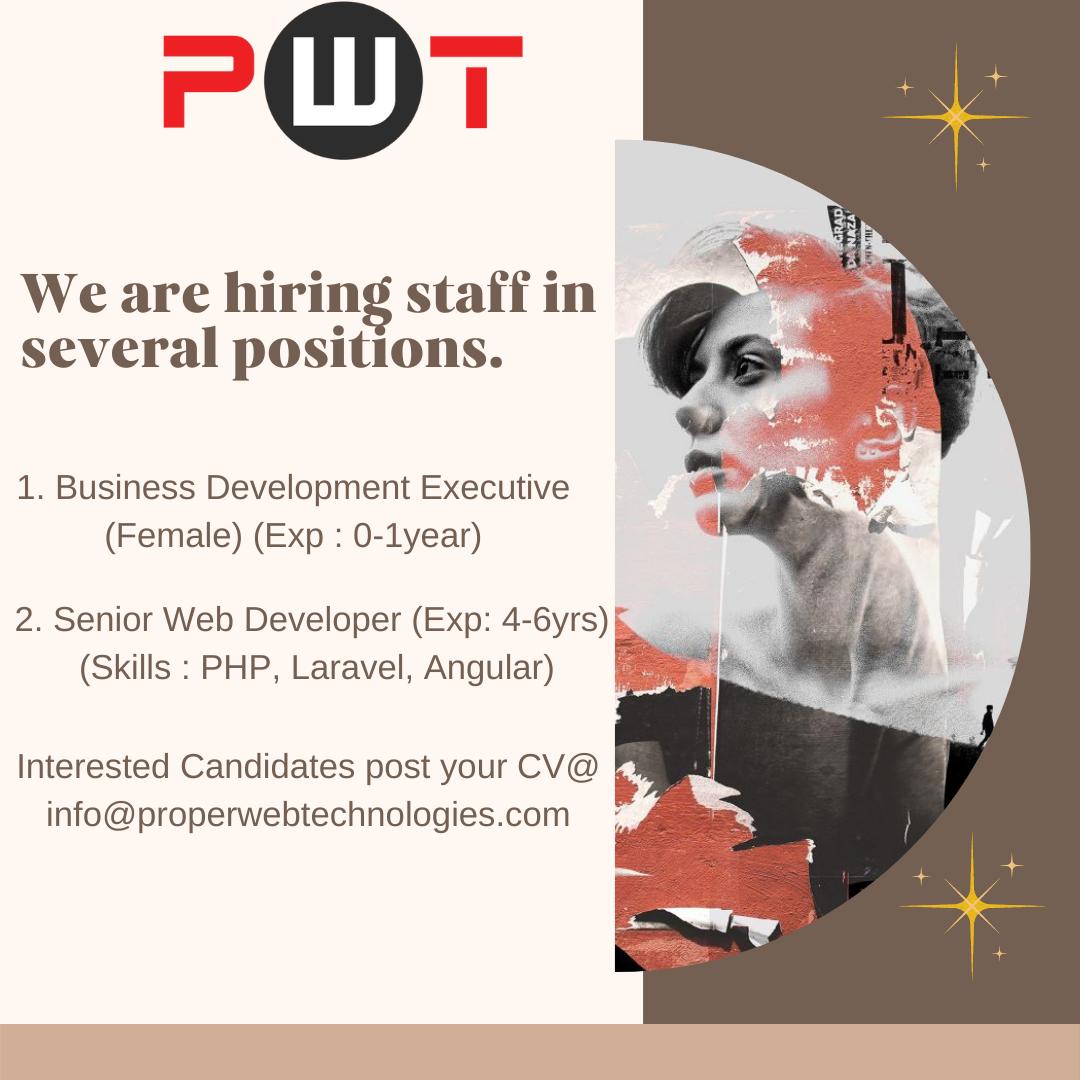 PWT
We are hiring staff in
several positions.
1. Business Development Executive
(Female) (Exp : 0-1year)
2. Senior Web Developer (Exp: 4-6yrs)
(Skills : PHP, Laravel, Angular)
Interested Candidates post your CV@
info@properwebtechnologies.com